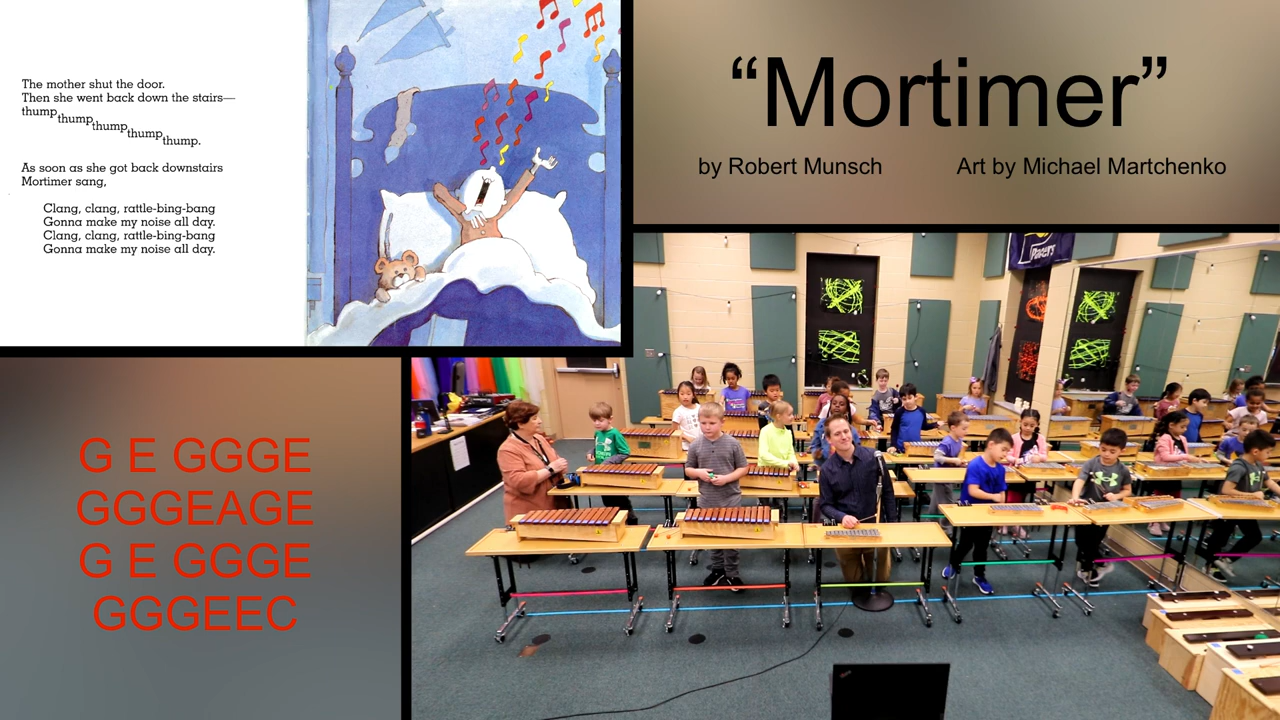 The mother shut the door.
Then she went back down the stairs—
thump
thump
thump
thump
thump.
As soon as she got back downstairs
Mortimer sang,
Clang, clang, rattle-bing-bang
Gonna make my noise all day.
Clang, clang, rattle-bing-bang
Gonna make my noise all day.
“Mortimer”
by Robert Munsch Art by Michael Martchenko
Pacers
G E GGGE
GGGEAGE
G E GGGE
GGGEEC